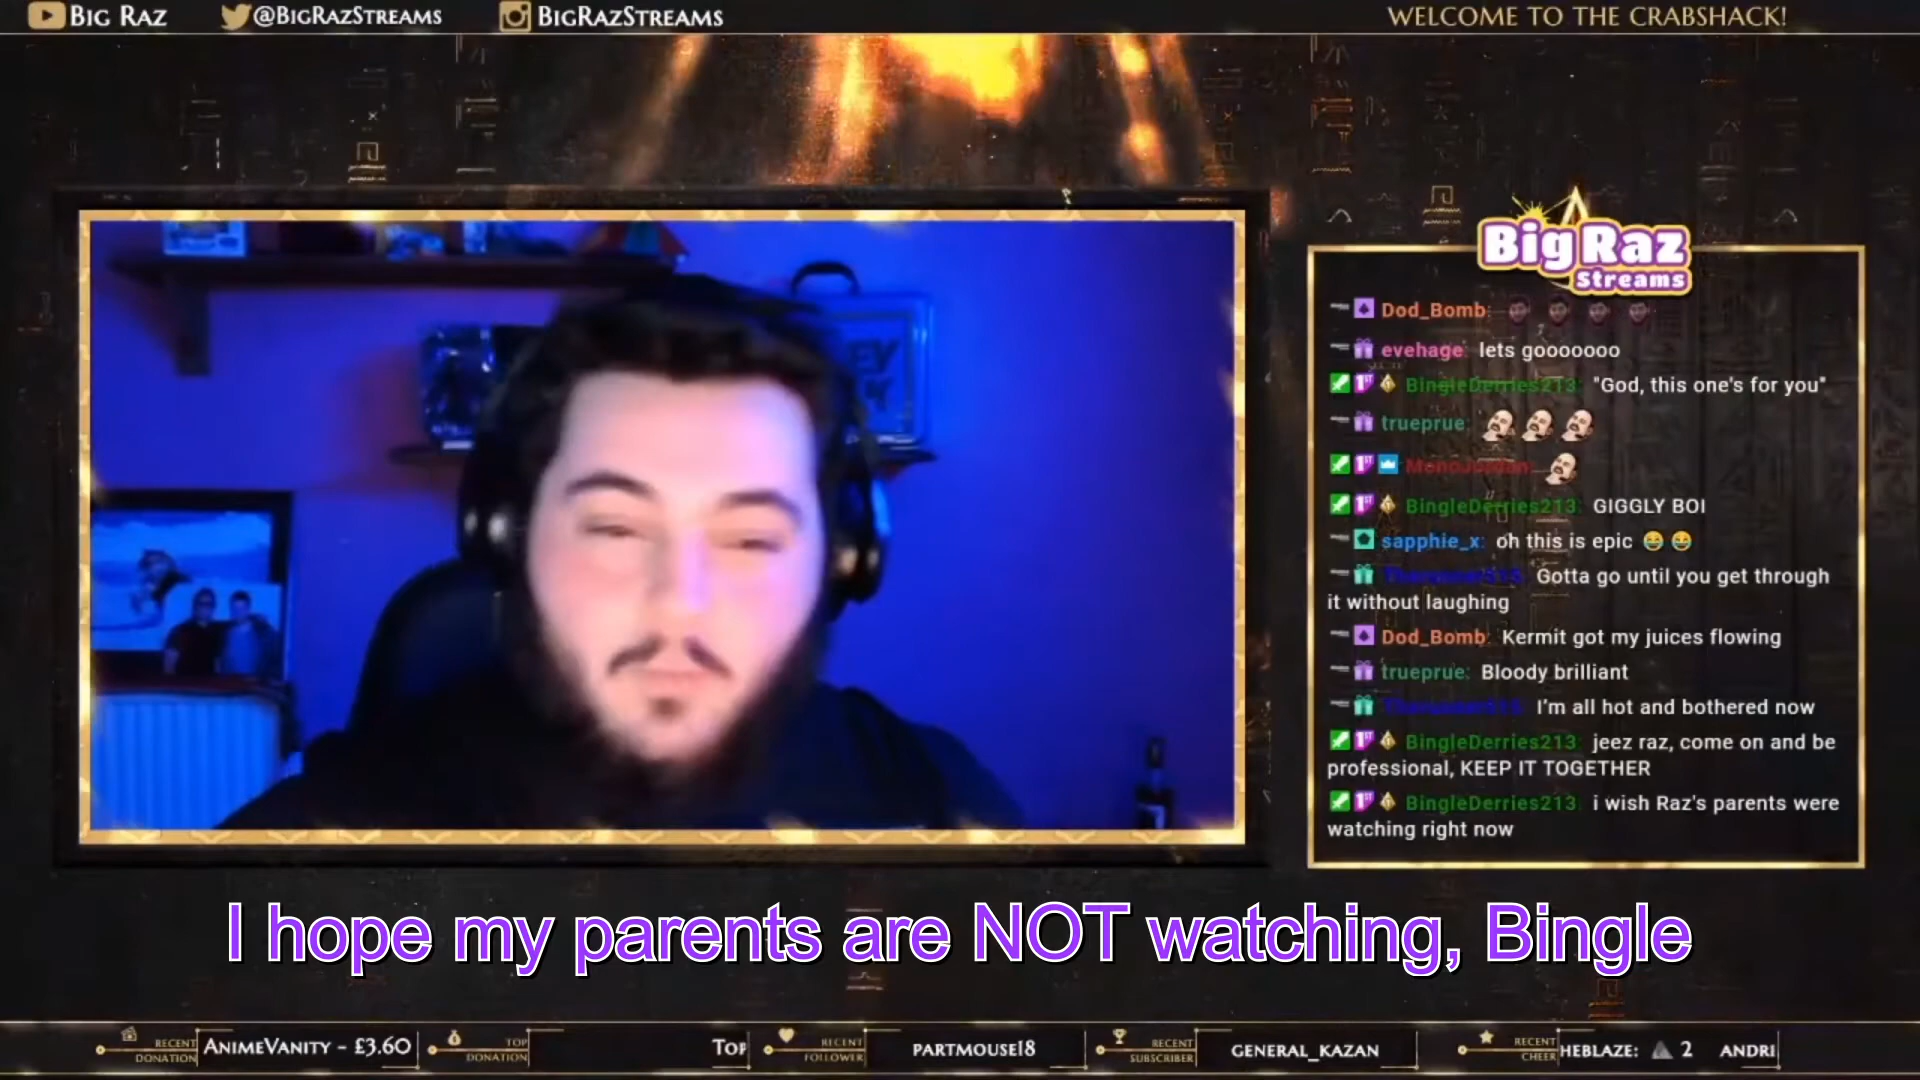 Big Raz
@BigRazStreams
BigRazStreams
WELCOME TO THE CRABSHACK!
Big Raz
Streams
Dod_Bomb:
evehage: lets gooooooo
BingleDerries213: "God, this one's for you"
trueprue:
BingleDerries213: GIGGLY BOI
sapphie_x: oh this is epic 😂 😂
Gotta go until you get through
it without laughing
Dod_Bomb: Kermit got my juices flowing
trueprue: Bloody brilliant
I'm all hot and bothered now
BingleDerries213: jeez raz, come on and be
professional, KEEP IT TOGETHER
BingleDerries213: i wish Raz's parents were
watching right now
I hope my parents are NOT watching, Bingle
RECENT
DONATION
AnimeVanity - £3.60
TOP
DONATION
Top
RECENT
FOLLOWER
partmouse18
RECENT
SUBSCRIBER
general_kazan
RECENT
CHEER
heblaze: 2 andri